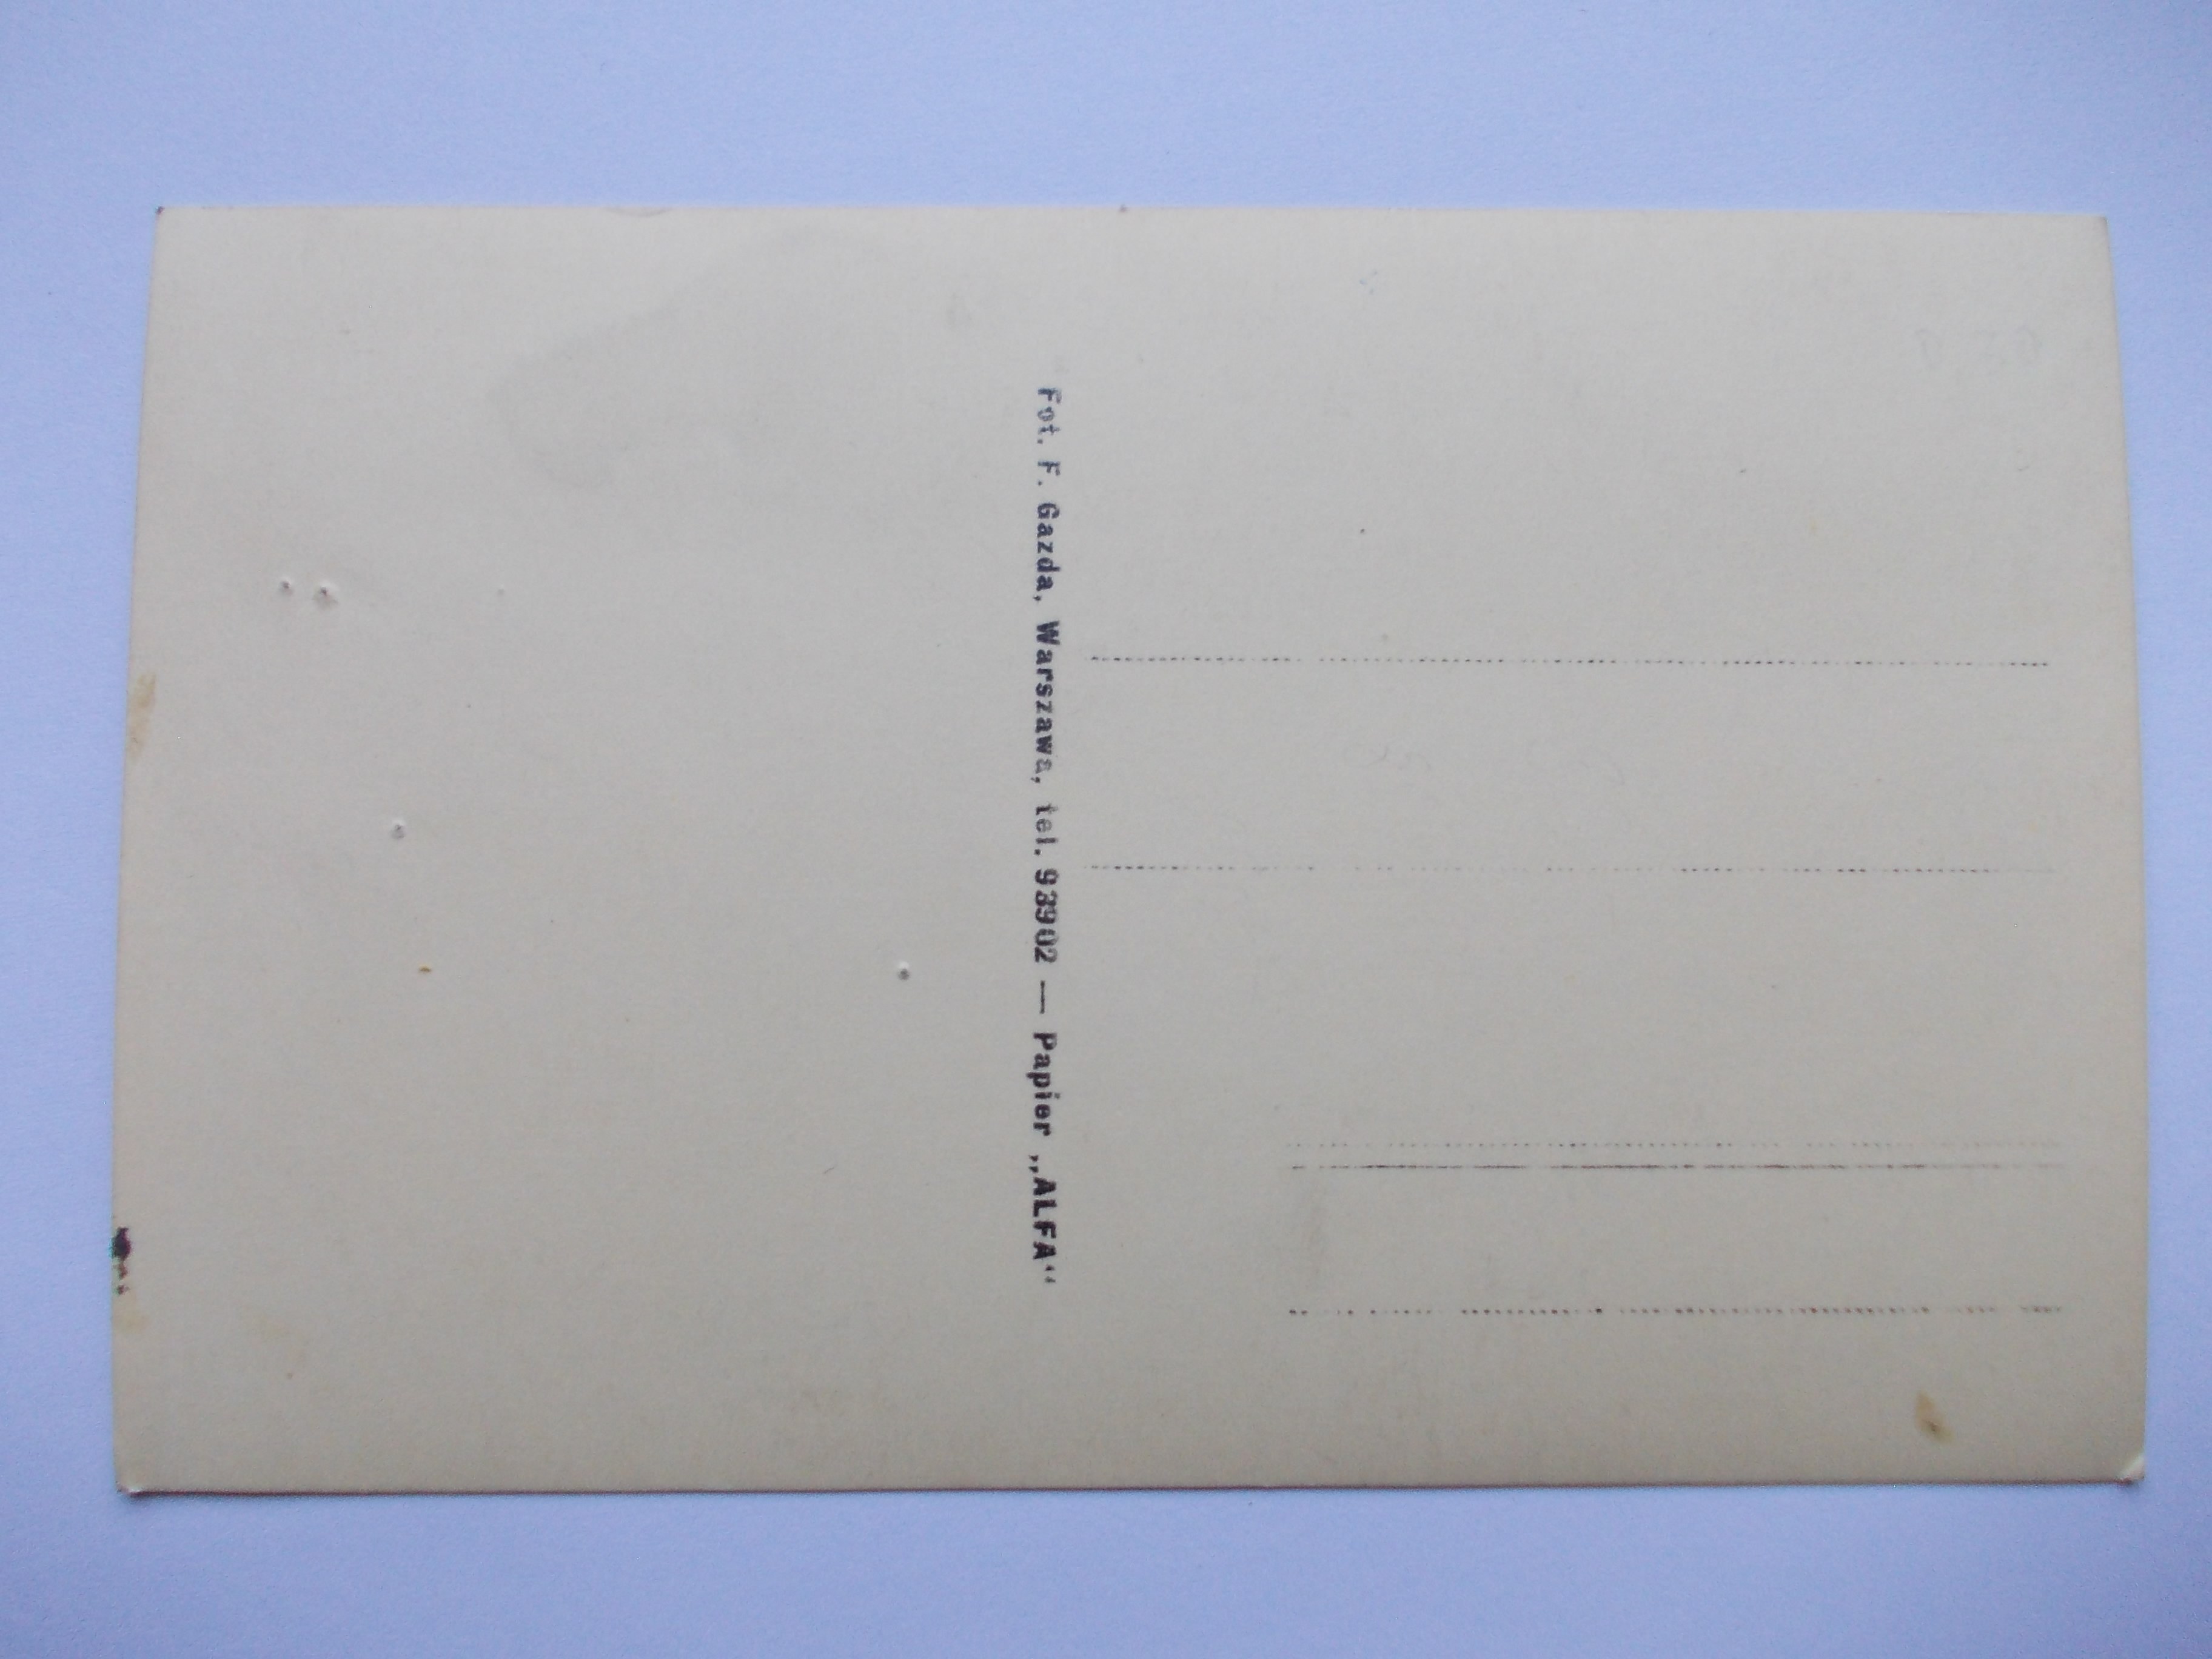 Fot. F. Gazda, Warszawa, tel. 93902 — Papier „ALFA“